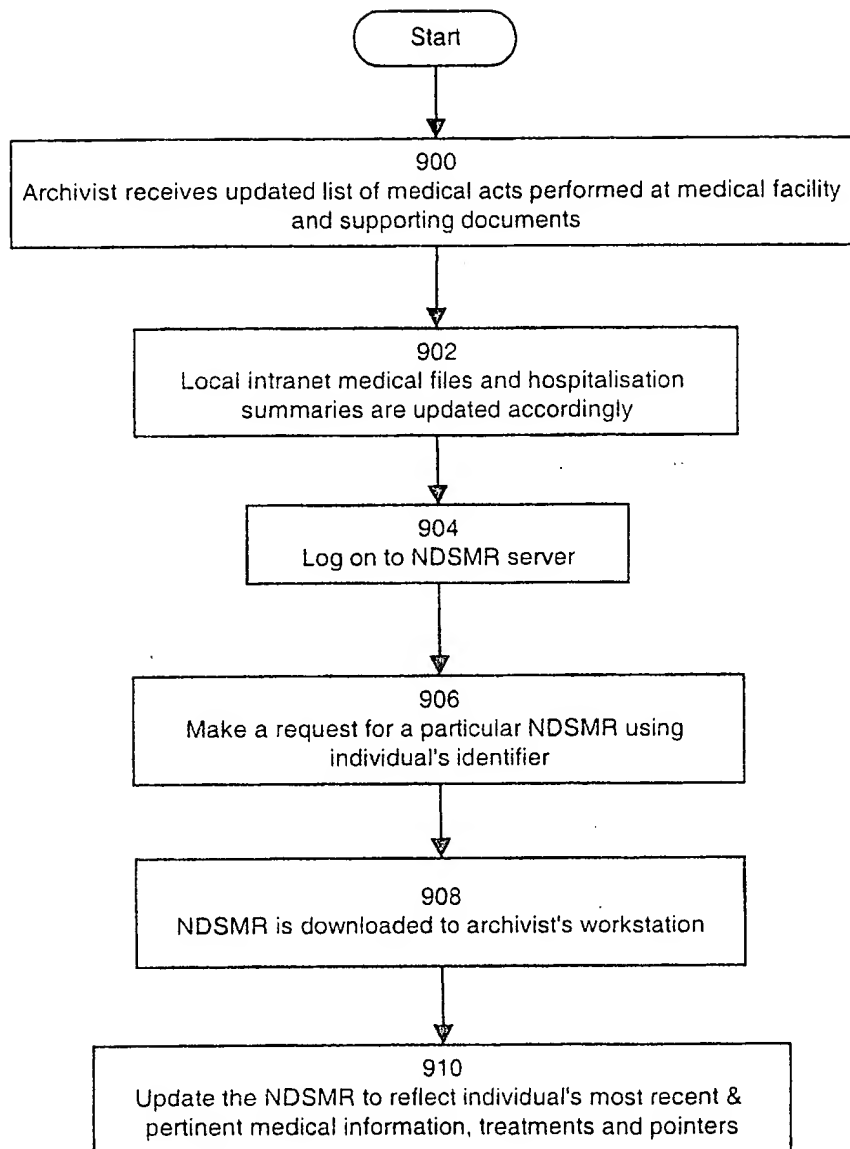 Start
900
Archivist receives updated list of medical acts performed at medical facility
and supporting documents
902
Local intranet medical files and hospitalisation
summaries are updated accordingly
904
Log on to NDSMR server
906
Make a request for a particular NDSMR using
individual's identifier
908
NDSMR is downloaded to archivist's workstation
910
Update the NDSMR to reflect individual's most recent &
pertinent medical information, treatments and pointers